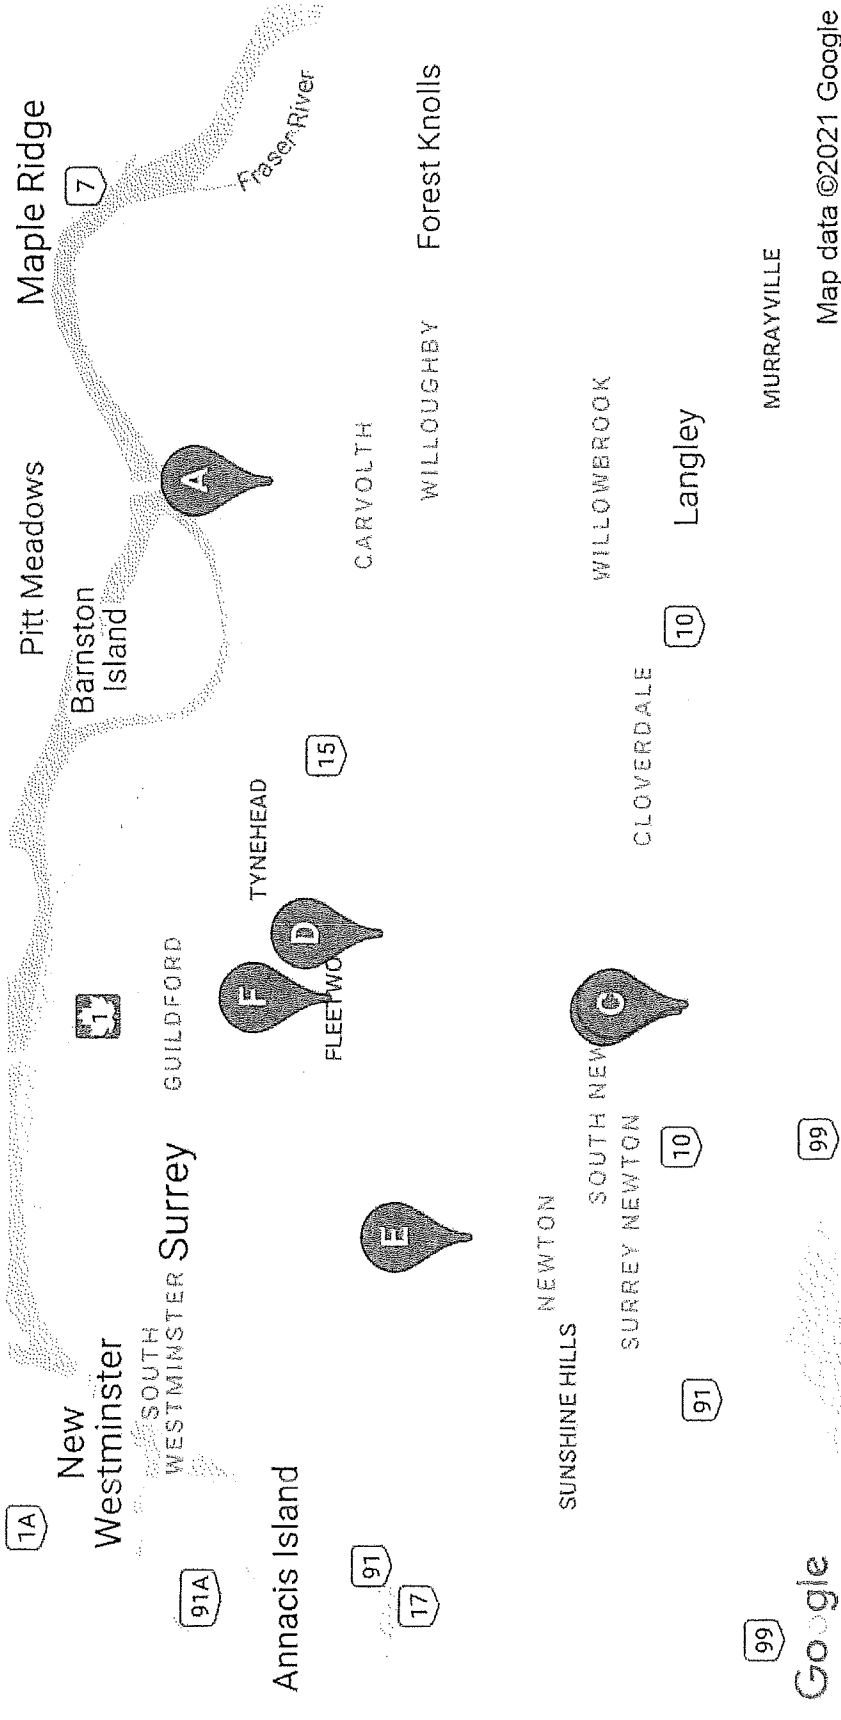 1A
Pitt Meadows
Maple Ridge
New
Westminster
1
Barnston
Island
7
SOUTH
WESTMINSTER
Surrey
GUILDFORD
A
91A
F
TYNEHEAD
Fraser River
Annacis Island
D
15
FLEETWO
CARVOLTH
91
E
17
WILLOUGHBY
Forest Knolls
NEWTON
SUNSHINE HILLS
SOUTH NEW
WILLOWBROOK
C
SURREY NEWTON
CLOVERDALE
10
10
Langley
91
99
MURRAYVILLE
99
Google
Map data ©2021 Google